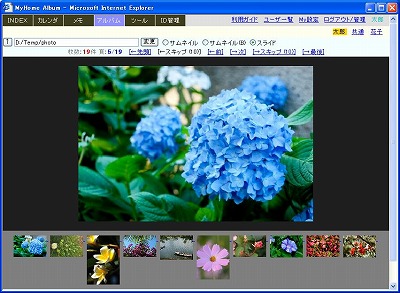 MyHome Album - Microsoft Internet Explorer
INDEX カレンダ メモ アルバム ツール ID管理 利用ガイド ユーザ一覧 My設定 ログアウト/管理 太郎
太郎 共通 花子
1 D:/Temp/photo 変更 サムネイル サムネイル(B) スライド
枚数: 19件 頁: 5/19 [←先頭] [←スキップ(10)] [←前] [→次] [→スキップ(10)] [→最後]